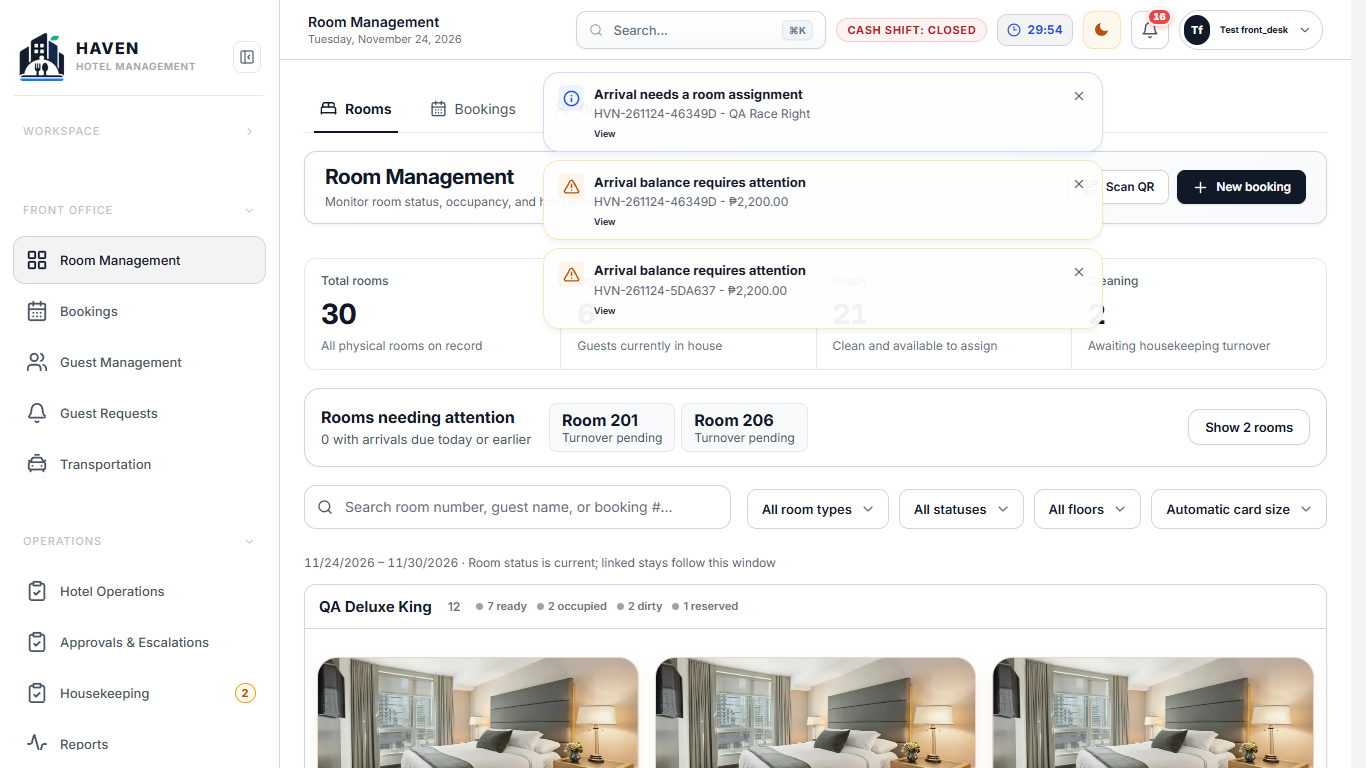 HAVEN
HOTEL MANAGEMENT
WORKSPACE
FRONT OFFICE
Room Management
Bookings
Guest Management
Guest Requests
Transportation
OPERATIONS
Hotel Operations
Approvals & Escalations
Housekeeping
2
Reports
Room Management
Tuesday, November 24, 2026
Search...
⌘K
CASH SHIFT: CLOSED
29:54
16
Tf
Test front_desk
Rooms
Bookings
Arrival needs a room assignment
HVN-261124-46349D - QA Race Right
View
Arrival balance requires attention
HVN-261124-46349D - ₱2,200.00
View
Arrival balance requires attention
HVN-261124-5DA637 - ₱2,200.00
View
Room Management
Monitor room status, occupancy, and
Scan QR
New booking
Total rooms
30
All physical rooms on record
6
Guests currently in house
Ready
21
Clean and available to assign
Cleaning
2
Awaiting housekeeping turnover
Rooms needing attention
0 with arrivals due today or earlier
Room 201
Turnover pending
Room 206
Turnover pending
Show 2 rooms
Search room number, guest name, or booking #...
All room types
All statuses
All floors
Automatic card size
11/24/2026 – 11/30/2026 · Room status is current; linked stays follow this window
QA Deluxe King
12
7 ready
2 occupied
2 dirty
1 reserved